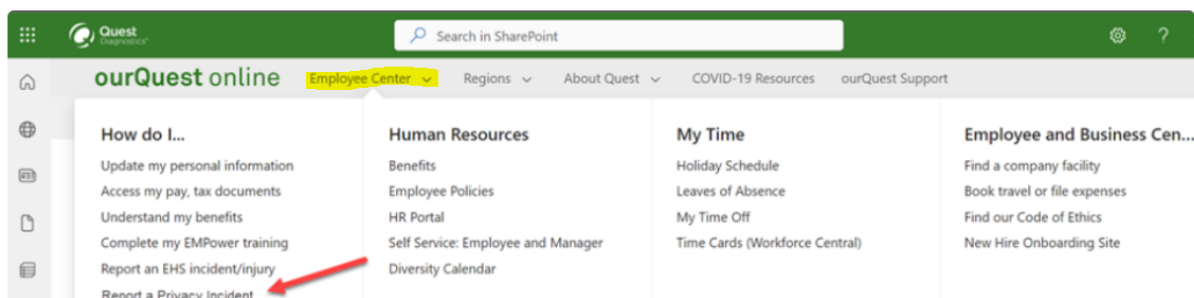 Quest
Diagnostics
Search in SharePoint
?
ourQuest online
Employee Center
Regions
About Quest
COVID-19 Resources
ourQuest Support
How do I...
Update my personal information
Access my pay, tax documents
Understand my benefits
Complete my EMPower training
Report an EHS incident/injury
Report a Privacy Incident
Human Resources
Benefits
Employee Policies
HR Portal
Self Service: Employee and Manager
Diversity Calendar
My Time
Holiday Schedule
Leaves of Absence
My Time Off
Time Cards (Workforce Central)
Employee and Business Cen...
Find a company facility
Book travel or file expenses
Find our Code of Ethics
New Hire Onboarding Site